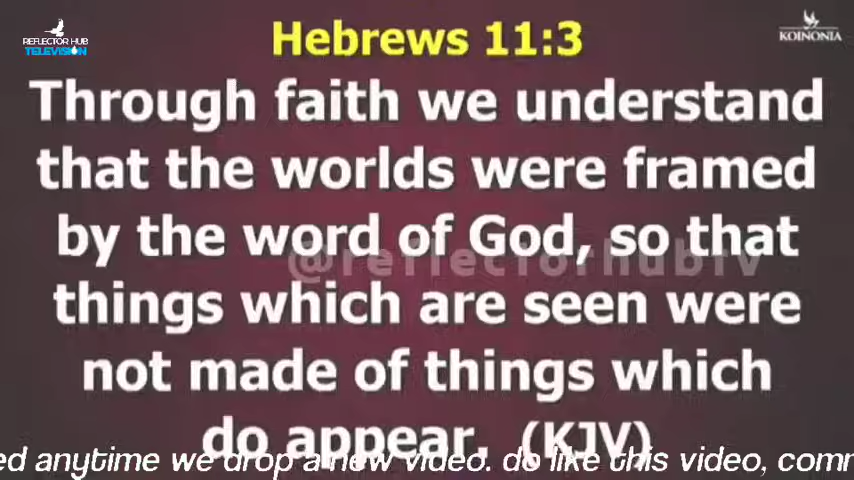 REFLECTOR HUB
TELEVISION
KOINONIA
Hebrews 11:3
Through faith we understand
that the worlds were framed
by the word of God, so that
@reflectorhubtv
things which are seen were
not made of things which
do appear. (KJV)
ed anytime we drop a new video. do like this video, comm